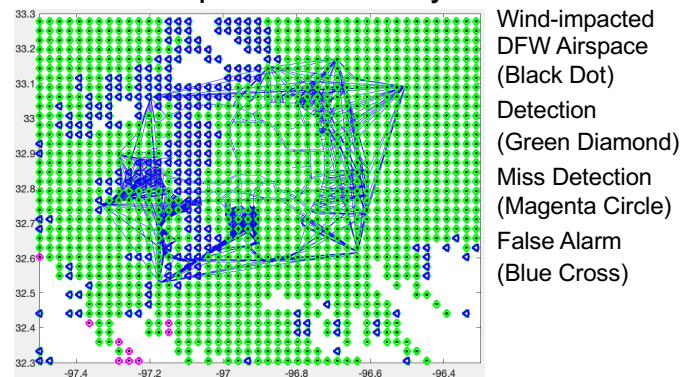 33.3
33.2
33.1
33
32.9
32.8
32.7
32.6
32.5
32.4
32.3
-97.4
-97.2
-97
-96.8
-96.6
-96.4
Wind-impacted
DFW Airspace
(Black Dot)
Detection
(Green Diamond)
Miss Detection
(Magenta Circle)
False Alarm
(Blue Cross)